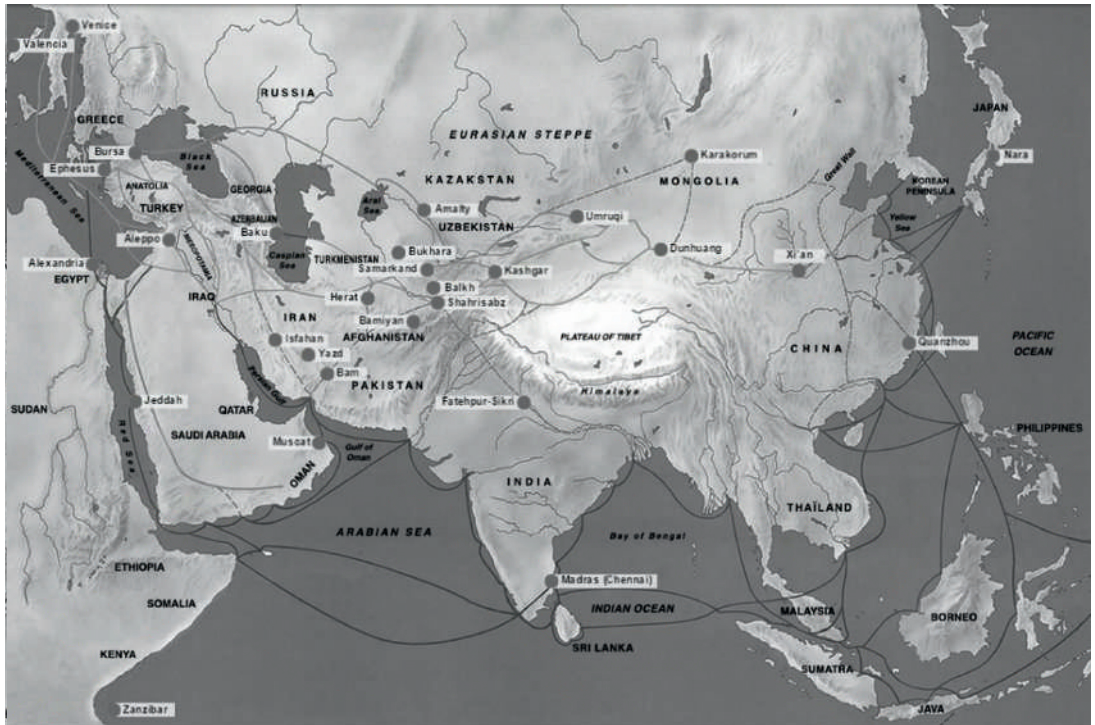 Venice
Valencia
RUSSIA
JAPAN
GREECE
EURASIAN STEPPE
Bursa
Black
Sea
Karakorum
Nara
Mediterranean Sea
Ephesus
ANATOLIA
GEORGIA
KAZAKSTAN
MONGOLIA
Great Wall
KOREAN
PENINSULA
TURKEY
Aral
Sea
Amalty
AZERBAIJAN
Baku
UZBEKISTAN
Umruqi
Yellow
Sea
Aleppo
MESOPOTAMIA
Bukhara
Dunhuang
Xi'an
Alexandria
EGYPT
Caspian
Sea
TURKMENISTAN
Samarkand
Kashgar
IRAQ
Balkh
Herat
Shahrisabz
IRAN
Bamiyan
AFGHANISTAN
PLATEAU OF TIBET
PACIFIC
OCEAN
Isfahan
CHINA
Quanzhou
Yazd
Bam
PAKISTAN
Persian Gulf
Himalaya
Jeddah
Fatehpur-Sikri
SUDAN
QATAR
SAUDI ARABIA
Red Sea
Muscat
Gulf of
Oman
PHILIPPINES
OMAN
INDIA
THAÏLAND
ARABIAN SEA
Bay of Bengal
ETHIOPIA
Madras (Chennai)
SOMALIA
INDIAN OCEAN
MALAYSIA
BORNEO
SRI LANKA
KENYA
SUMATRA
Zanzibar
JAVA